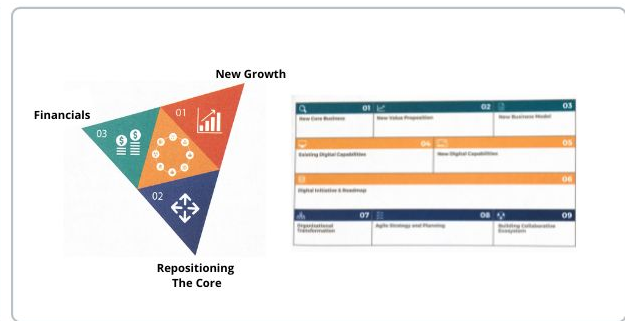 New Growth
Financials
01
03
02
Repositioning
The Core
01
02
03
New Core Business
New Value Proposition
New Business Model
04
05
Existing Digital Capabilities
New Digital Capabilities
06
Digital Initiative & Roadmap
07
08
09
Organizational
Transformation
Agile Strategy and Planning
Building Collaborative
Ecosystem